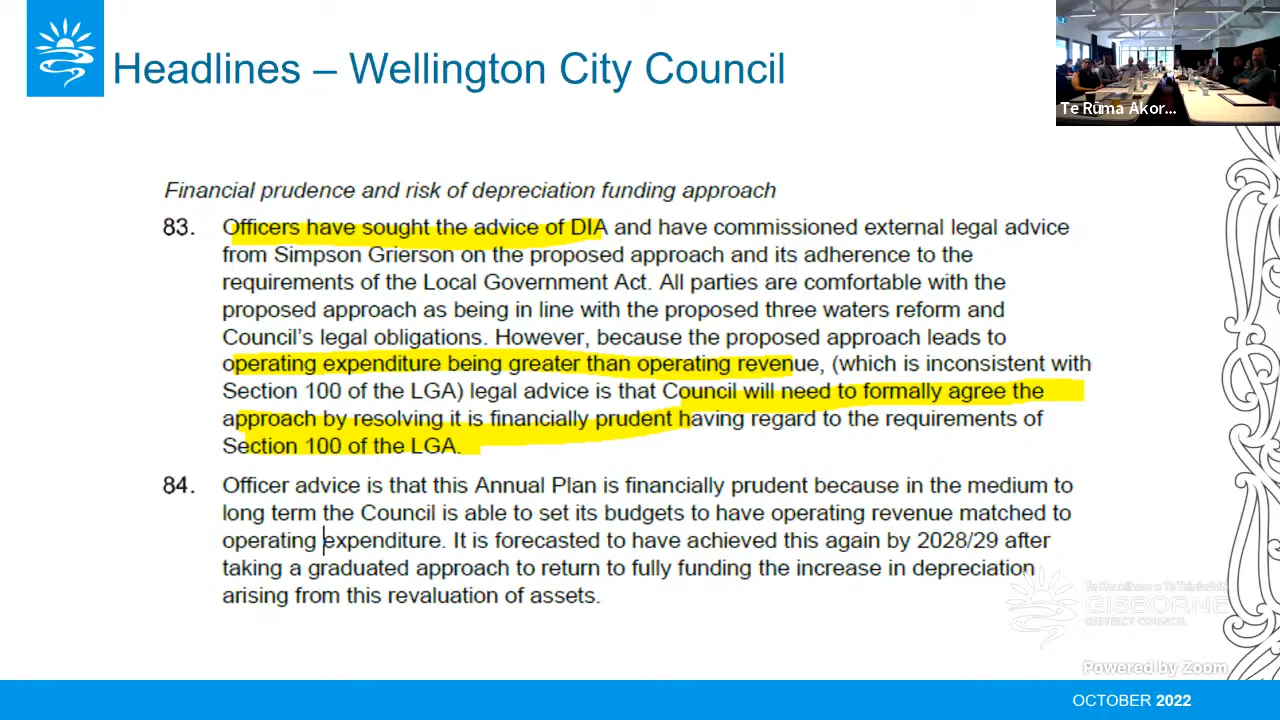 Headlines – Wellington City Council
Te Rūma Akor...
Financial prudence and risk of depreciation funding approach
83. Officers have sought the advice of DIA and have commissioned external legal advice
from Simpson Grierson on the proposed approach and its adherence to the
requirements of the Local Government Act. All parties are comfortable with the
proposed approach as being in line with the proposed three waters reform and
Council's legal obligations. However, because the proposed approach leads to
operating expenditure being greater than operating revenue, (which is inconsistent with
Section 100 of the LGA) legal advice is that Council will need to formally agree the
approach by resolving it is financially prudent having regard to the requirements of
Section 100 of the LGA.
84. Officer advice is that this Annual Plan is financially prudent because in the medium to
long term the Council is able to set its budgets to have operating revenue matched to
operating expenditure. It is forecasted to have achieved this again by 2028/29 after
taking a graduated approach to return to fully funding the increase in depreciation
arising from this revaluation of assets.
GISBORNE
DISTRICT COUNCIL
Powered by Zoom
OCTOBER 2022